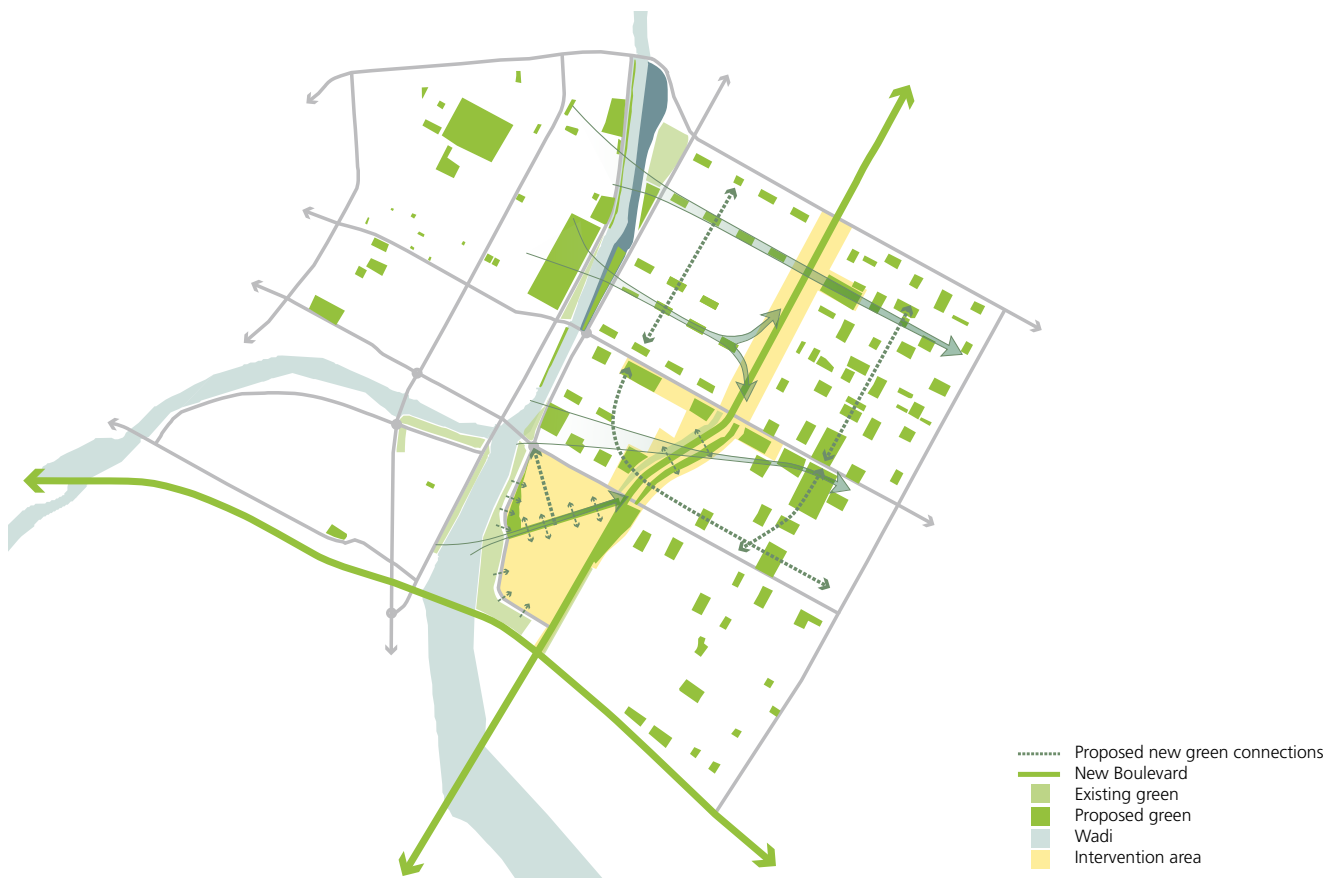 Proposed new green connections
New Boulevard
Existing green
Proposed green
Wadi
Intervention area